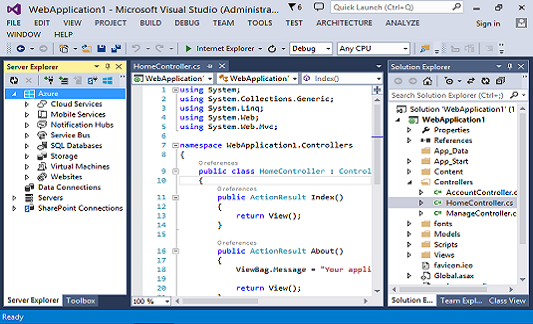 WebApplication1 - Microsoft Visual Studio (Administra...
6
Quick Launch (Ctrl+Q)
FILE EDIT VIEW PROJECT BUILD DEBUG TEAM TOOLS TEST ARCHITECTURE ANALYZE
Sign in
WINDOW HELP
Internet Explorer
Debug
Any CPU
Server Explorer
Azure
Cloud Services
Mobile Services
Notification Hubs
Service Bus
SQL Databases
Storage
Virtual Machines
Websites
Data Connections
Servers
SharePoint Connections
Server Explorer Toolbox
HomeController.cs
WebApplication'
WebApplication'
Index()
1 using System;
2 using System.Collections.Generic;
3 using System.Linq;
4 using System.Web;
5 using System.Web.Mvc;
6
7 namespace WebApplication1.Controllers
8 {
0 references
9 public class HomeController : Control
10 {
0 references
11 public ActionResult Index()
12 {
13 return View();
14 }
15
0 references
16 public ActionResult About()
17 {
18 ViewBag.Message = "Your appli
19
20 return View();
100 %
Solution Explorer
Search Solution Explorer (Ctrl+;)
Solution 'WebApplication1' (1
WebApplication1
Properties
References
App_Data
App_Start
Content
Controllers
AccountController.c
HomeController.cs
ManageController.c
fonts
Models
Scripts
Views
favicon.ico
Global.asax
Solution E... Team Expl... Class View
Ready